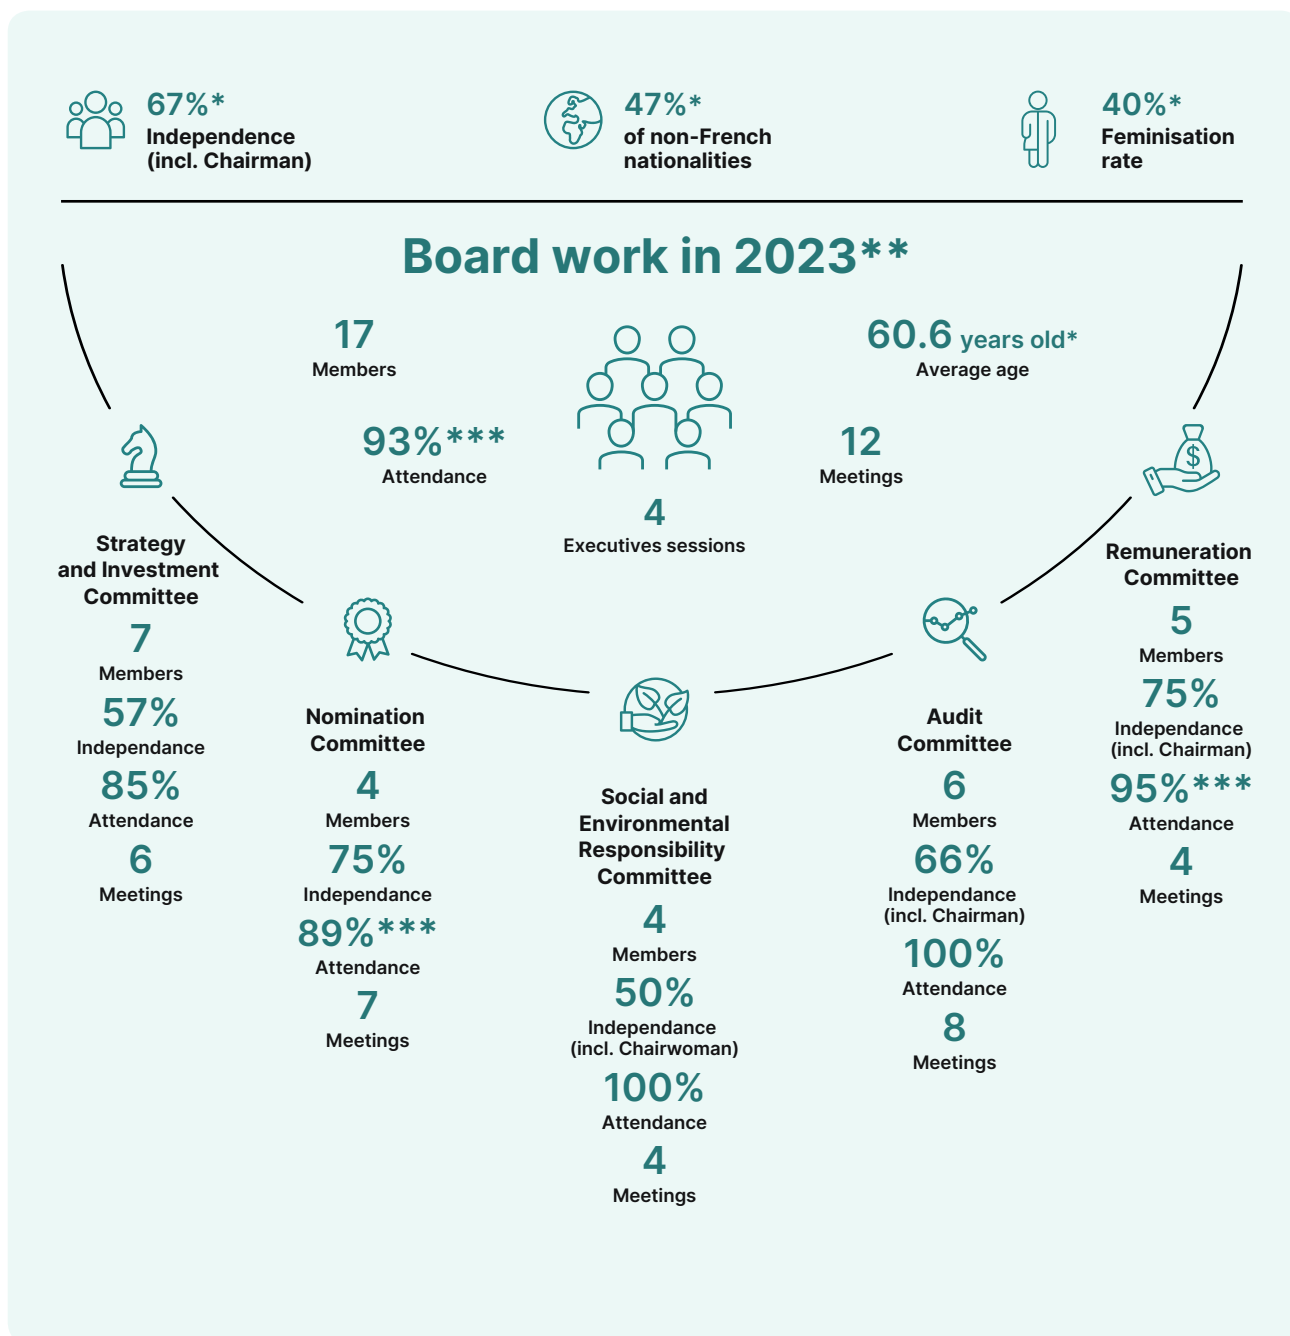 67%*
Independence
(incl. Chairman)
47%*
of non-French
nationalities
40%*
Feminisation
rate
Board work in 2023**
17
Members
60.6 years old*
Average age
93%***
Attendance
12
Meetings
4
Executives sessions
Strategy
and Investment
Committee
7
Members
57%
Independance
85%
Attendance
6
Meetings
Nomination
Committee
4
Members
75%
Independance
89%***
Attendance
7
Meetings
Social and
Environmental
Responsibility
Committee
4
Members
50%
Independance
(incl. Chairwoman)
100%
Attendance
4
Meetings
Audit
Committee
6
Members
66%
Independance
(incl. Chairman)
100%
Attendance
8
Meetings
$
Remuneration
Committee
5
Members
75%
Independance
(incl. Chairman)
95%***
Attendance
4
Meetings